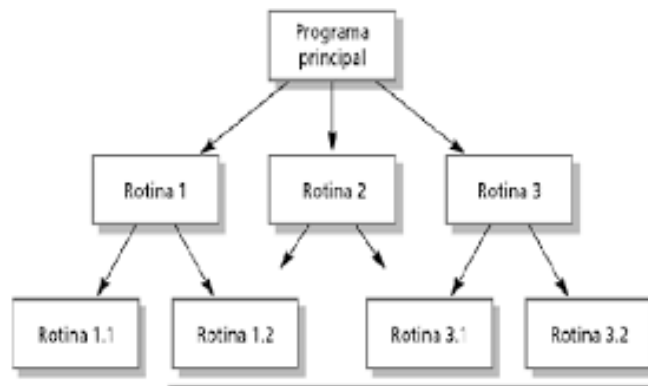 Programa
principal
Rotina 1
Rotina 2
Rotina 3
Rotina 1.1
Rotina 1.2
Rotina 3.1
Rotina 3.2